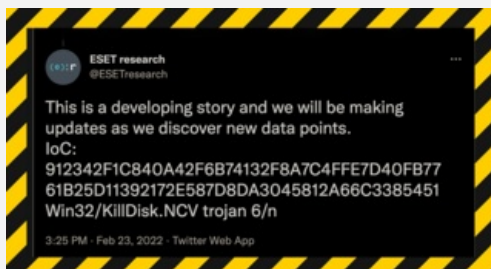 ESET research
@ESETresearch
This is a developing story and we will be making
updates as we discover new data points.
IoC:
912342F1C840A42F6B74132F8A7C4FFE7D40FB77
61B25D11392172E587D8DA3045812A66C3385451
Win32/KillDisk.NCV trojan 6/n
3:25 PM · Feb 23, 2022 · Twitter Web App